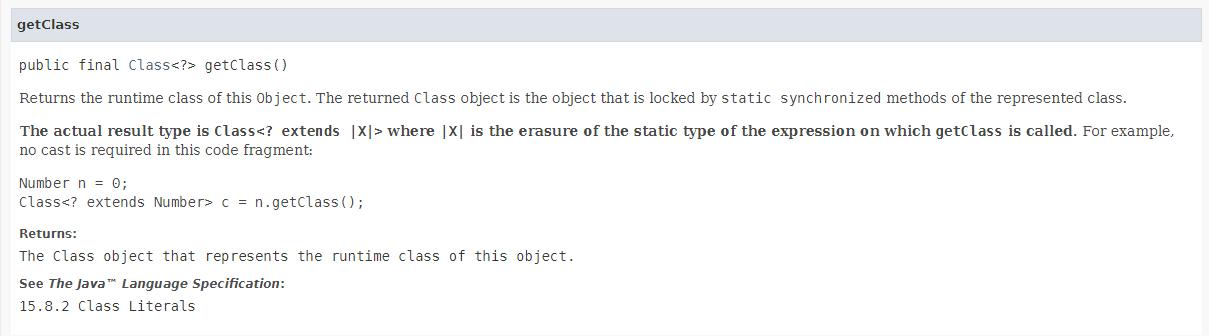 getClass
public final Class<?> getClass()
Returns the runtime class of this Object. The returned Class object is the object that is locked by static synchronized methods of the represented class.
The actual result type is Class<? extends |X|> where |X| is the erasure of the static type of the expression on which getClass is called. For example,
no cast is required in this code fragment:
Number n = 0;
Class<? extends Number> c = n.getClass();
Returns:
The Class object that represents the runtime class of this object.
See The Java™ Language Specification:
15.8.2 Class Literals